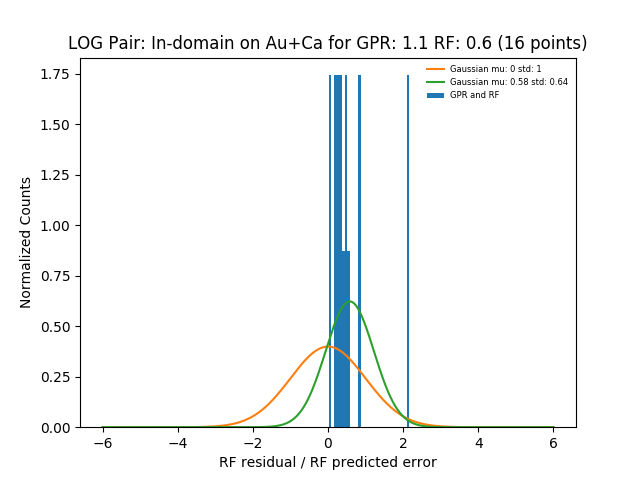 LOG Pair: In-domain on Au+Ca for GPR: 1.1 RF: 0.6 (16 points)
Gaussian mu: 0 std: 1
Gaussian mu: 0.58 std: 0.64
GPR and RF
Normalized Counts
1.75
1.50
1.25
1.00
0.75
0.50
0.25
0.00
−6 −4 −2 0 2 4 6
RF residual / RF predicted error